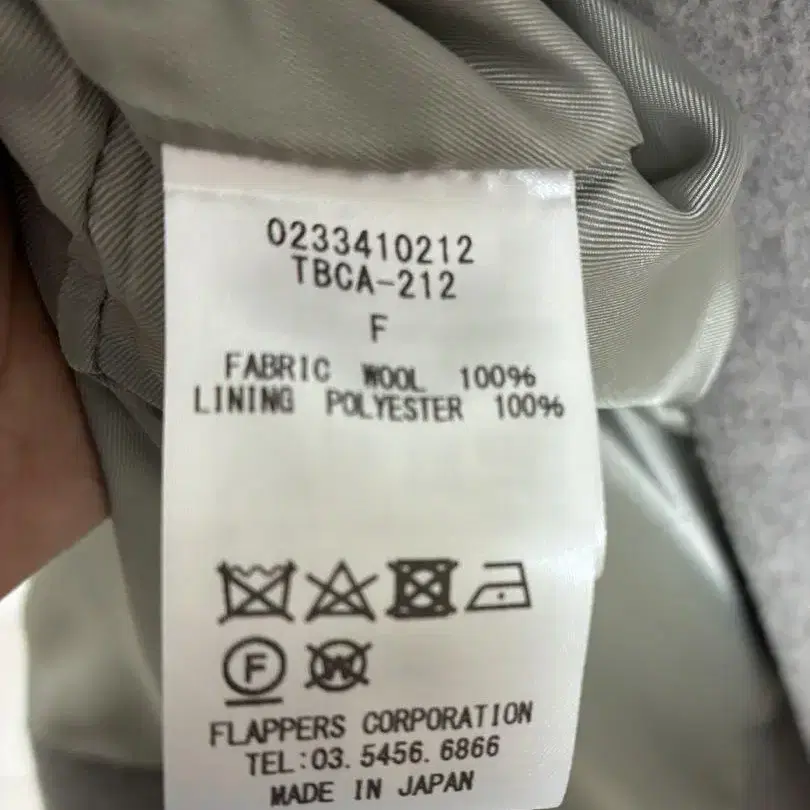 0233410212
TBCA-212
F
FABRIC WOOL 100%
LINING POLYESTER 100%
F W
FLAPPERS CORPORATION
TEL:03.5456.6866
MADE IN JAPAN